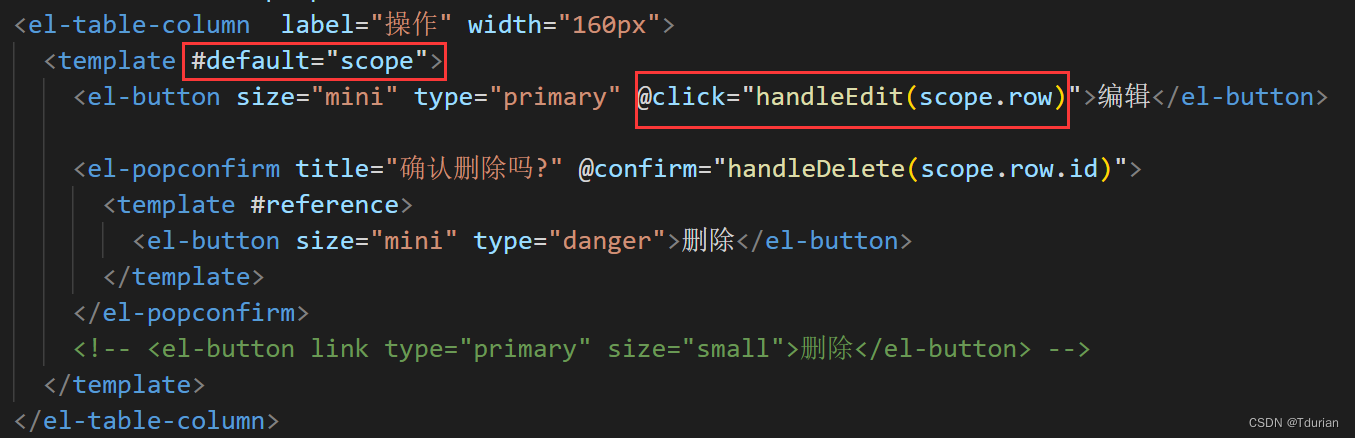 <el-table-column  label="操作" width="160px">
<template #default="scope">
<el-button size="mini" type="primary" @click="handleEdit(scope.row)">编辑</el-button>
<el-popconfirm title="确认删除吗?" @confirm="handleDelete(scope.row.id)">
<template #reference>
<el-button size="mini" type="danger">删除</el-button>
</template>
</el-popconfirm>
<!-- <el-button link type="primary" size="small">删除</el-button> -->
</template>
</el-table-column>
CSDN @Tdurian